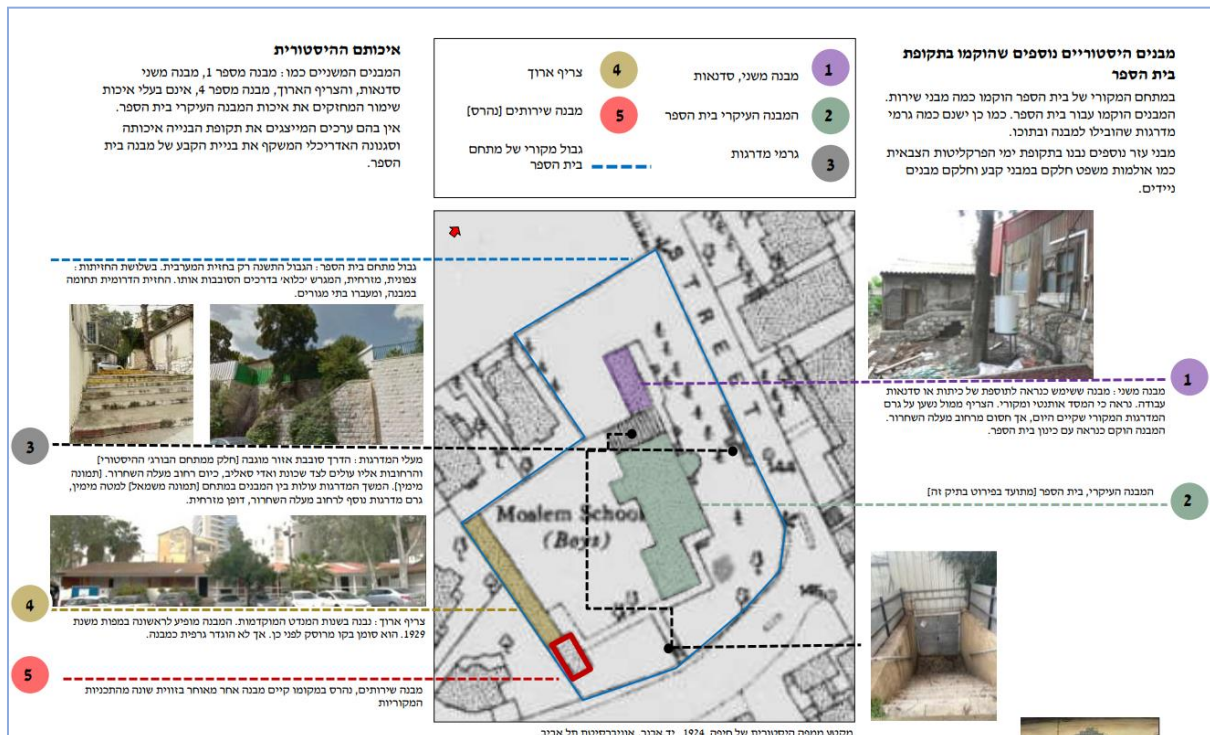 מבנים היסטוריים נוספים שהוקמו בתקופת
בית הספר
במתחם המקורי של בית הספר הוקמו כמה מבני שירות.
המבנים הוקמו עבור בית הספר. כמו כן ישנם כמה גרמי
מדרגות שהובילו למבנה ובתוכו.
מבני עזר נוספים נבנו בתקופת ימי הפרקליטות הצבאית
כמו אולמות משפט חלקם במבני קבע וחלקם מבנים
ניידים.
1
מבנה משני, סדנאות
2
המבנה העיקרי בית הספר
3
גרמי מדרגות
4
צריף ארוך
5
מבנה שירותים [נהרס]
גבול מקורי של מתחם
בית הספר
איכותם ההיסטורית
המבנים המשניים כמו: מבנה מספר 1, מבנה משני
סדנאות, והצריף הארוך, מבנה מספר 4, אינם בעלי איכות
שימור המחזקים את איכות המבנה העיקרי בית הספר.
אין בהם ערכים המייצגים את תקופת הבנייה איכותה
וסגנונה האדריכלי המשקף את בניית הקבע של מבנה בית
הספר.
1
מבנה משני: מבנה ששימש כנראה לתוספת של כיתות או סדנאות
עבודה. נראה כי המסד אותנטי ומקורי. הצריף ממול נשען על גרם
המדרגות המקורי שקיים היום, אך חסום מרחוב מעלה השחרור.
המבנה הוקם כנראה עם כינון בית הספר.
2
המבנה העיקרי, בית הספר [מתועד בפירוט בתיק זה]
STREET
Moslem School
(Boys)
גבול מתחם בית הספר: הגבול התשנה רק בחזית המערבית. בשלושת החזיתות:
צפונית, מזרחית, המגרש 'כלוא' בדרכים הסובבות אותו. החזית הדרומית תחומה
במבנה, ומעברו בתי מגורים.
3
מעלי המדרגות: הדרך סובבת אזור מוגבה [חלק ממתחם הבורג' ההיסטורי]
והרחובות אליו עולים לצד שכונת ואדי סאליב, כיום רחוב מעלה השחרור. [תמונה
מימין]. המשך המדרגות עולות בין המבנים במתחם [תמונה משמאל] למטה מימין,
גרם מדרגות נוסף לרחוב מעלה השחרור, דופן מזרחית.
4
צריף ארוך: נבנה בשנות המנדט המוקדמות. המבנה מופיע לראשונה במפות משנת
1929. הוא סומן בקו מרוסק לפני כן. אך לא הוגדר גרפית כמבנה.
5
מבנה שירותים, נהרס במקומו קיים מבנה אחר מאוחר בזווית שונה מהתכניות
המקוריות
מקטע ממפה היסטורית של חיפה, 1924, יד אבנר, אוניברסיטת תל אביב